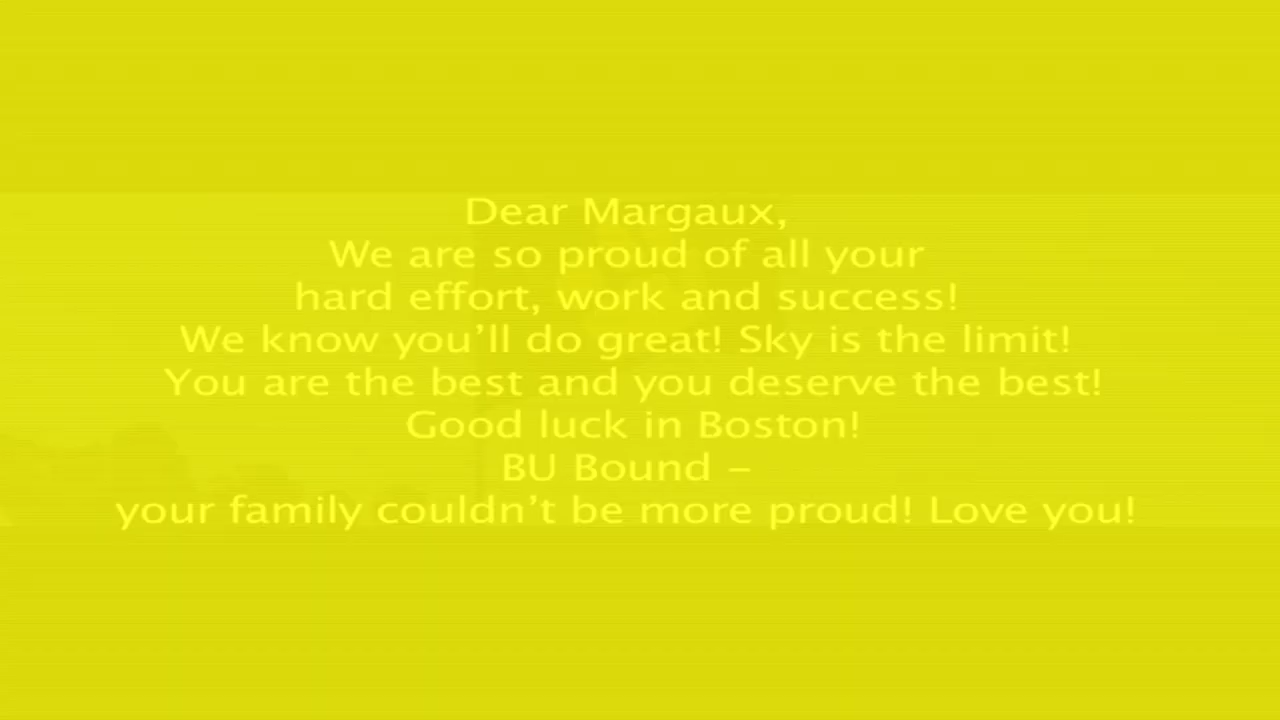 Dear Margaux,
We are so proud of all your
hard effort, work and success!
We know you’ll do great! Sky is the limit!
You are the best and you deserve the best!
Good luck in Boston!
BU Bound –
your family couldn’t be more proud! Love you!